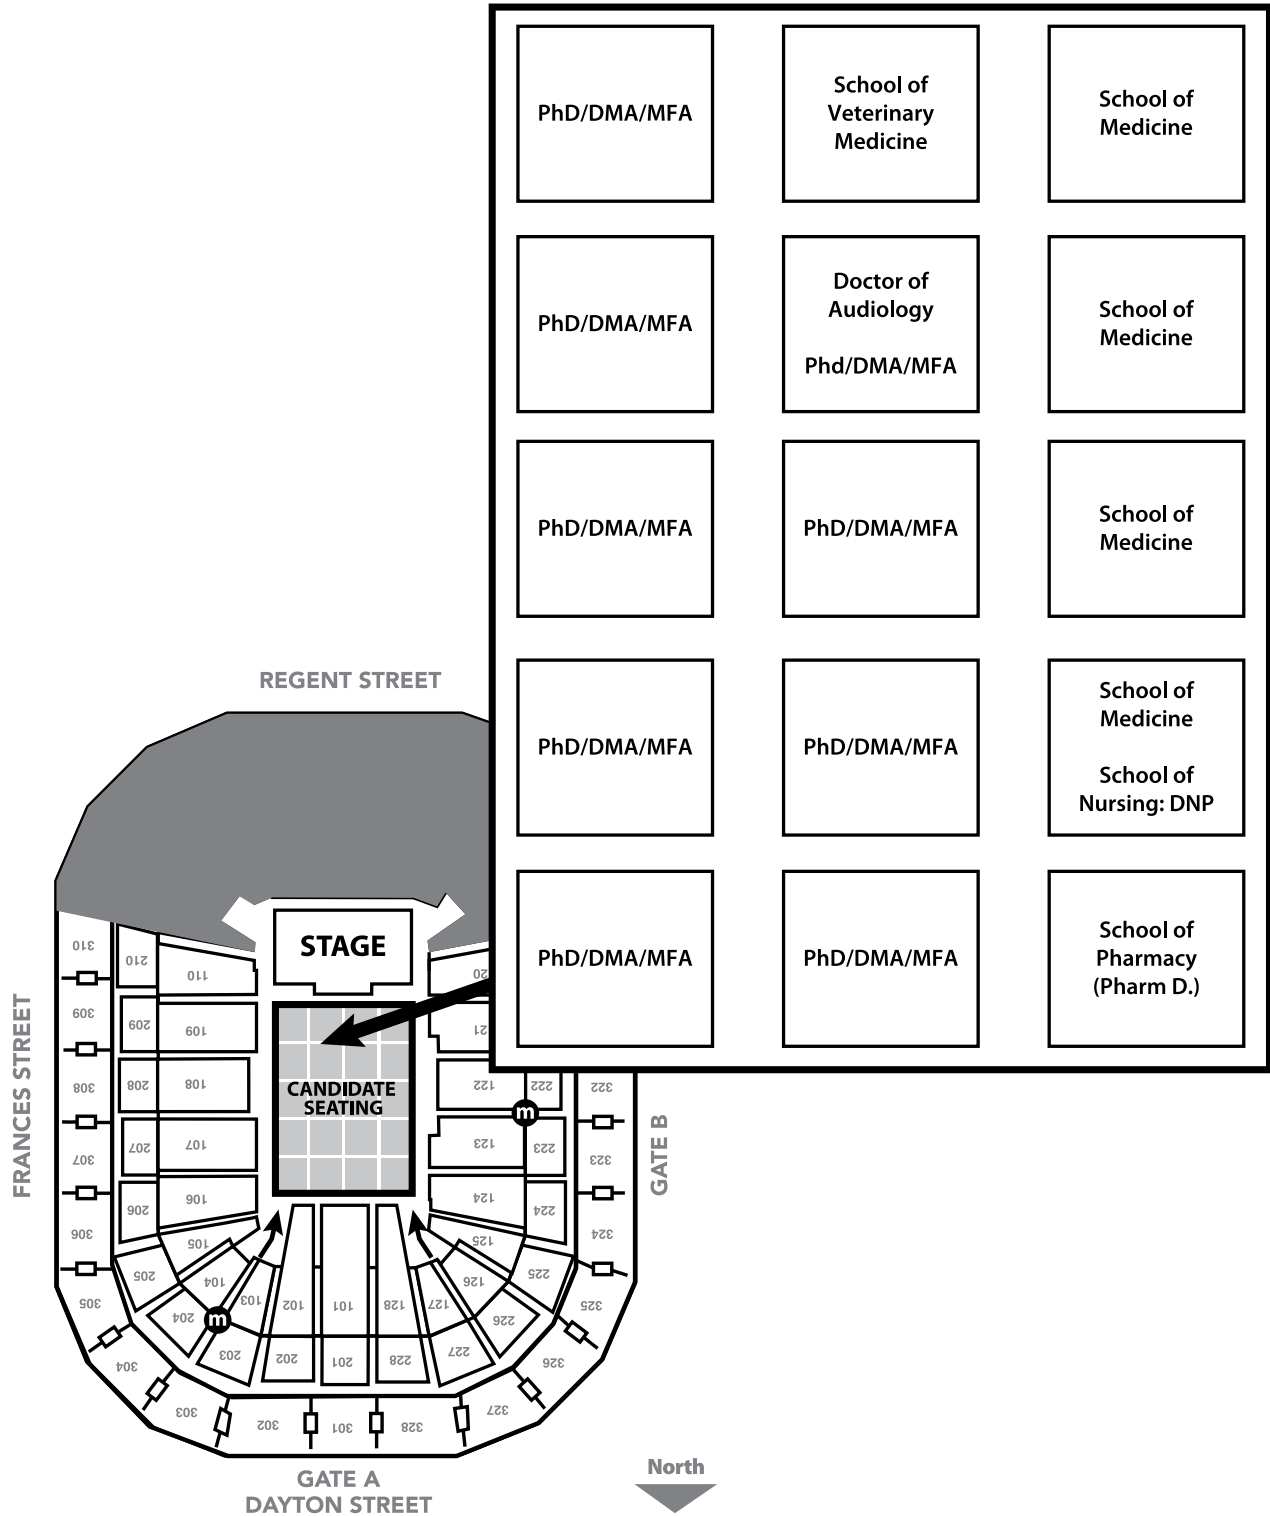 PhD/DMA/MFA
School of
Veterinary
Medicine
School of
Medicine
PhD/DMA/MFA
Doctor of
Audiology
Phd/DMA/MFA
School of
Medicine
PhD/DMA/MFA
PhD/DMA/MFA
School of
Medicine
PhD/DMA/MFA
PhD/DMA/MFA
School of
Medicine
School of
Nursing: DNP
PhD/DMA/MFA
PhD/DMA/MFA
School of
Pharmacy
(Pharm D.)
REGENT STREET
STAGE
310
210
110
20
FRANCES STREET
309
209
109
21
308
208
108
CANDIDATE
SEATING
122
222
322
m
307
207
107
123
223
323
GATE B
306
206
106
124
224
324
305
205
105
125
225
325
304
204
104
126
226
326
m
303
203
103
127
227
327
302
202
102
301
201
101
328
228
128
GATE A
DAYTON STREET
North